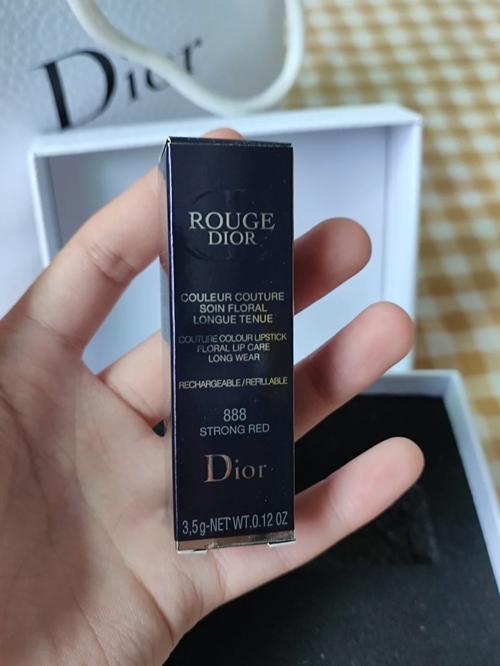 Dior
ROUGE
DIOR
COULEUR COUTURE
SOIN FLORAL
LONGUE TENUE
COUTURE COLOUR LIPSTICK
FLORAL LIP CARE
LONG WEAR
RECHARGEABLE/REFILLABLE
888
STRONG RED
Dior
3,5 g-NET WT.0.12 OZ